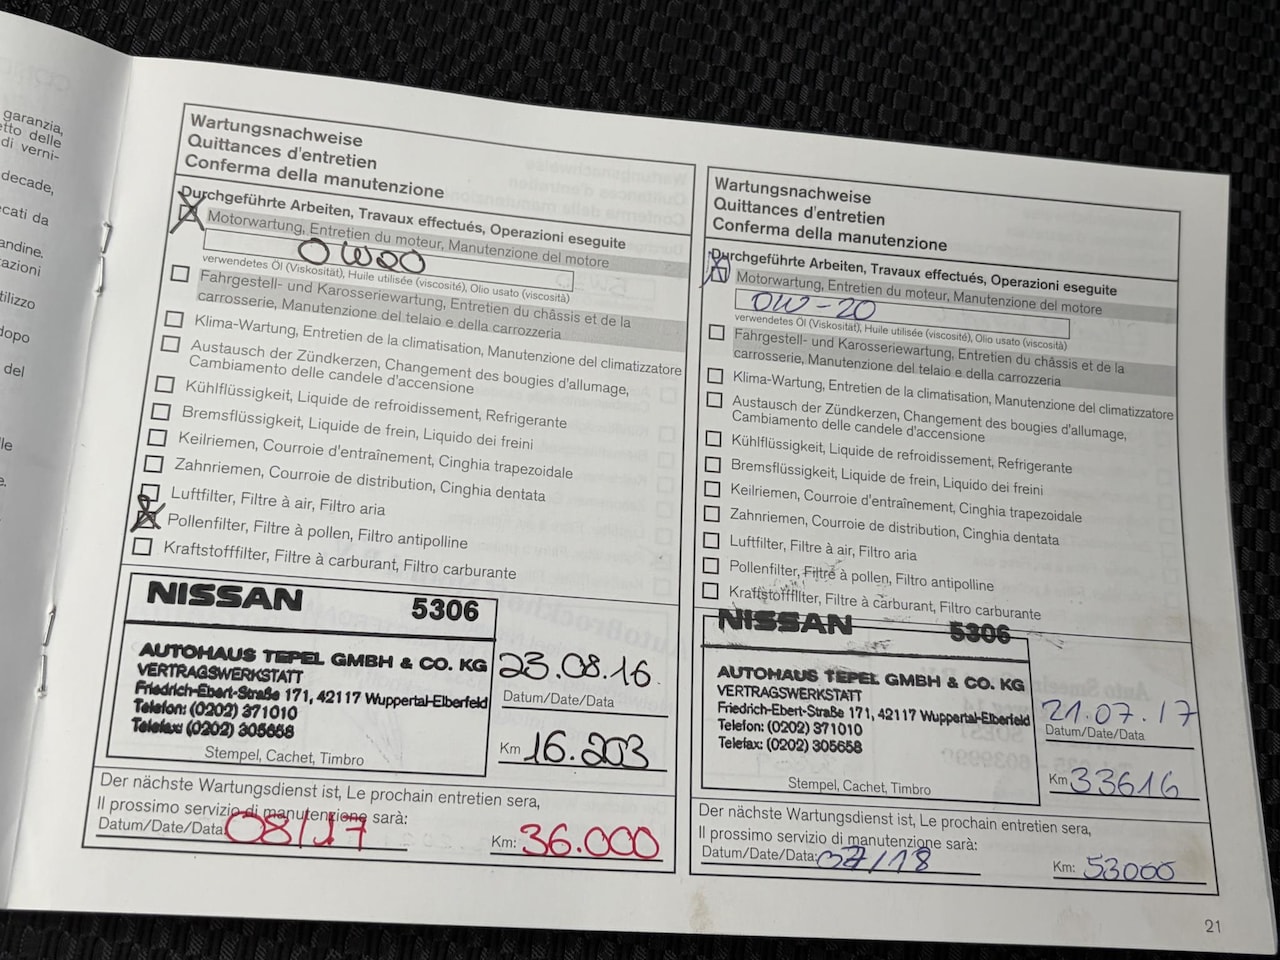 garanzia,
etto delle
di verni-
decade,
cati da
andine.
azioni
tilizzo
dopo
del
lle
e.
Wartungsnachweise
Quittances d'entretien
Conferma della manutenzione
Durchgeführte Arbeiten, Travaux effectués, Operazioni eseguite
Motorwartung, Entretien du moteur, Manutenzione del motore
0W20
verwendetes Öl (Viskosität), Huile utilisée (viscosité), Olio usato (viscosità)
Fahrgestell- und Karosseriewartung, Entretien du châssis et de la
carrosserie, Manutenzione del telaio e della carrozzeria
Klima-Wartung, Entretien de la climatisation, Manutenzione del climatizzatore
Austausch der Zündkerzen, Changement des bougies d'allumage,
Cambiamento delle candele d'accensione
Kühlflüssigkeit, Liquide de refroidissement, Refrigerante
Bremsflüssigkeit, Liquide de frein, Liquido dei freini
Keilriemen, Courroie d'entraînement, Cinghia trapezoidale
Zahnriemen, Courroie de distribution, Cinghia dentata
Luftfilter, Filtre à air, Filtro aria
Pollenfilter, Filtre à pollen, Filtro antipolline
Kraftstofffilter, Filtre à carburant, Filtro carburante
NISSAN 5306
AUTOHAUS TEPEL GMBH & CO. KG
VERTRAGSWERKSTATT
Friedrich-Ebert-Straße 171, 42117 Wuppertal-Elberfeld
Telefon: (0202) 371010
Telefax: (0202) 305658
Stempel, Cachet, Timbro
23.08.16
Datum/Date/Data
Km 16.203
Der nächste Wartungsdienst ist, Le prochain entretien sera,
Il prossimo servizio di manutenzione sarà:
Datum/Date/Data: 08/17 Km: 36.000
Wartungsnachweise
Quittances d'entretien
Conferma della manutenzione
Durchgeführte Arbeiten, Travaux effectués, Operazioni eseguite
Motorwartung, Entretien du moteur, Manutenzione del motore
0W-20
verwendetes Öl (Viskosität), Huile utilisée (viscosité), Olio usato (viscosità)
Fahrgestell- und Karosseriewartung, Entretien du châssis et de la
carrosserie, Manutenzione del telaio e della carrozzeria
Klima-Wartung, Entretien de la climatisation, Manutenzione del climatizzatore
Austausch der Zündkerzen, Changement des bougies d'allumage,
Cambiamento delle candele d'accensione
Kühlflüssigkeit, Liquide de refroidissement, Refrigerante
Bremsflüssigkeit, Liquide de frein, Liquido dei freini
Keilriemen, Courroie d'entraînement, Cinghia trapezoidale
Zahnriemen, Courroie de distribution, Cinghia dentata
Luftfilter, Filtre à air, Filtro aria
Pollenfilter, Filtre à pollen, Filtro antipolline
Kraftstofffilter, Filtre à carburant, Filtro carburante
NISSAN 5306
AUTOHAUS TEPEL GMBH & CO. KG
VERTRAGSWERKSTATT
Friedrich-Ebert-Straße 171, 42117 Wuppertal-Elberfeld
Telefon: (0202) 371010
Telefax: (0202) 305658
Stempel, Cachet, Timbro
21.07.17
Datum/Date/Data
Km 33616
Der nächste Wartungsdienst ist, Le prochain entretien sera,
Il prossimo servizio di manutenzione sarà:
Datum/Date/Data: 07/18 Km: 53000
21